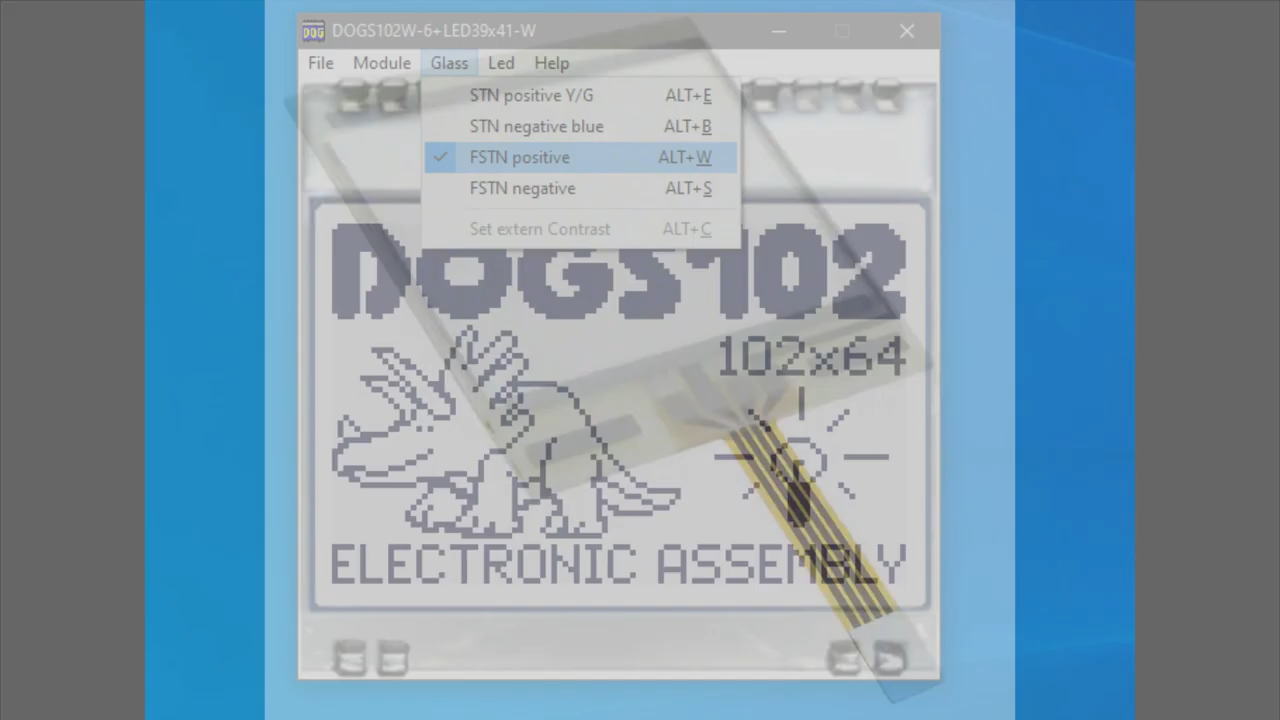 DOG DOGS102W-6+LED39x41-W
File Module Glass Led Help
STN positive Y/G ALT+E
STN negative blue ALT+B
FSTN positive ALT+W
FSTN negative ALT+S
Set extern Contrast ALT+C
DOGS102
102x64
ELECTRONIC ASSEMBLY